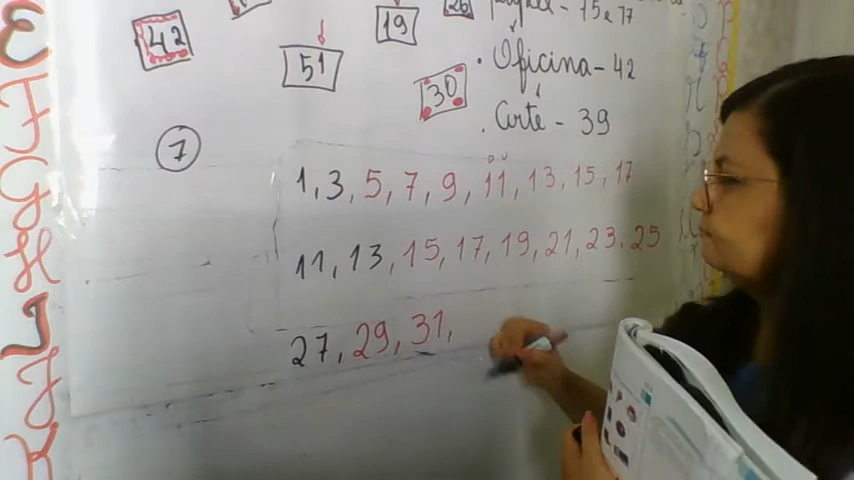 E
F
G
H
I
J
K
42
51
19
26
30
15 e 17
. Oficina - 42
. Arte - 39
7
1, 3, 5, 7, 9, 11, 13, 15, 17
11, 13, 15, 17, 19, 21, 23, 25
27, 29, 31,